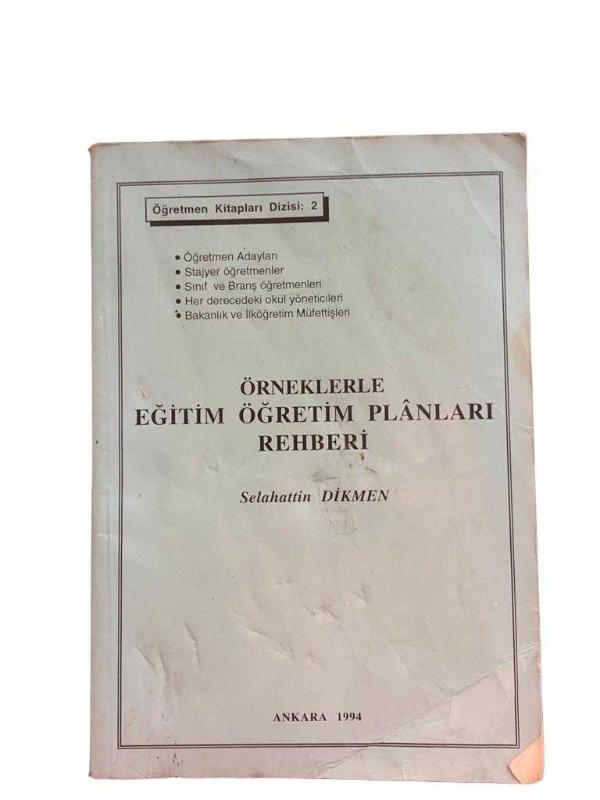 Öğretmen Kitapları Dizisi: 2
• Öğretmen Adayları
• Stajyer öğretmenler
• Sınıf ve Branş öğretmenleri
• Her derecedeki okul yöneticileri
• Bakanlık ve İlköğretim Müfettişleri
ÖRNEKLERLE
EĞİTİM ÖĞRETİM PLÂNLARI
REHBERİ
Selahattin DİKMEN
ANKARA 1994